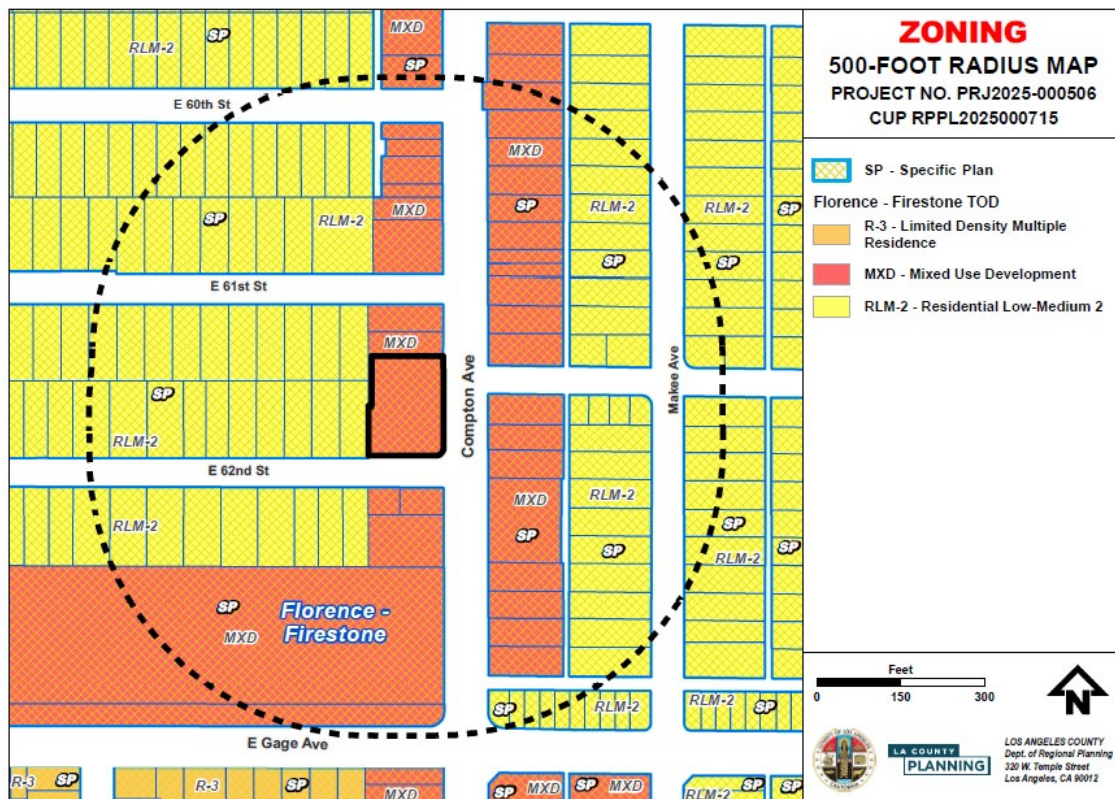 ZONING
500-FOOT RADIUS MAP
PROJECT NO. PRJ2025-000506
CUP RPPL2025000715
SP - Specific Plan
Florence - Firestone TOD
R-3 - Limited Density Multiple
Residence
MXD - Mixed Use Development
RLM-2 - Residential Low-Medium 2
Feet
0 150 300
N
LA COUNTY
PLANNING
LOS ANGELES COUNTY
Dept. of Regional Planning
320 W. Temple Street
Los Angeles, CA 90012
RLM-2
SP
MXD
SP
E 60th St
MXD
SP
RLM-2
RLM-2
SP
SP
RLM-2
MXD
SP
SP
E 61st St
MXD
Compton Ave
Makee Ave
SP
RLM-2
E 62nd St
RLM-2
MXD
SP
RLM-2
SP
SP
RLM-2
SP
RLM-2
SP
MXD
Florence -
Firestone
SP
RLM-2
RLM-2
SP
E Gage Ave
R-3
SP
R-3
SP
MXD
SP
MXD
SP
MXD
RLM-2
SP
SP